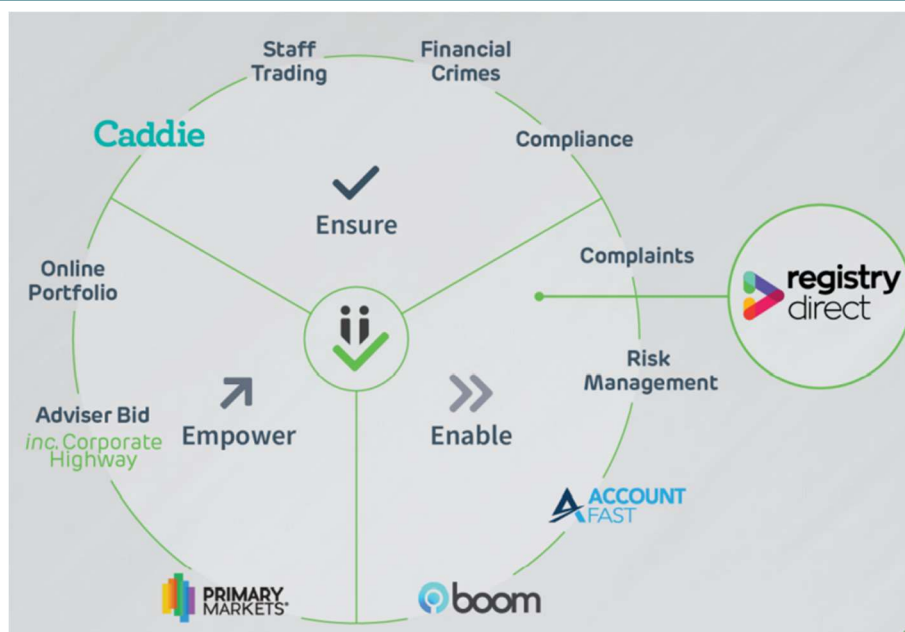 Staff
Trading
Financial
Crimes
Caddie
Compliance
Ensure
Online
Portfolio
Complaints
registry
direct
Risk
Management
Adviser Bid
inc. Corporate
Highway
Empower
Enable
ACCOUNT
FAST
PRIMARY
MARKETS
boom